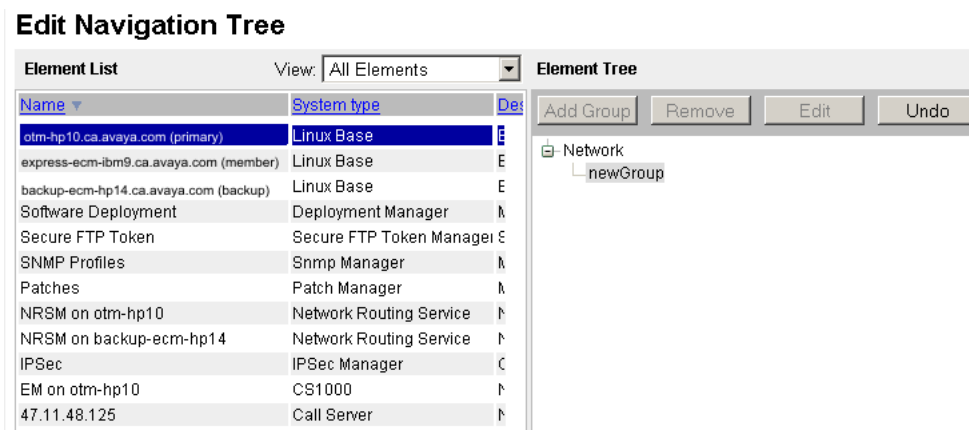 Edit Navigation Tree
Element List View: All Elements Element Tree
Name System type Des
Add Group Remove Edit Undo
otm-hp10.ca.avaya.com (primary) Linux Base
express-ecm-ibm9.ca.avaya.com (member) Linux Base E
backup-ecm-hp14.ca.avaya.com (backup) Linux Base E
Software Deployment Deployment Manager
Secure FTP Token Secure FTP Token Manager
SNMP Profiles Snmp Manager
Patches Patch Manager
NRSM on otm-hp10 Network Routing Service
NRSM on backup-ecm-hp14 Network Routing Service
IPSec IPSec Manager
EM on otm-hp10 CS1000
47.11.48.125 Call Server
Network
newGroup